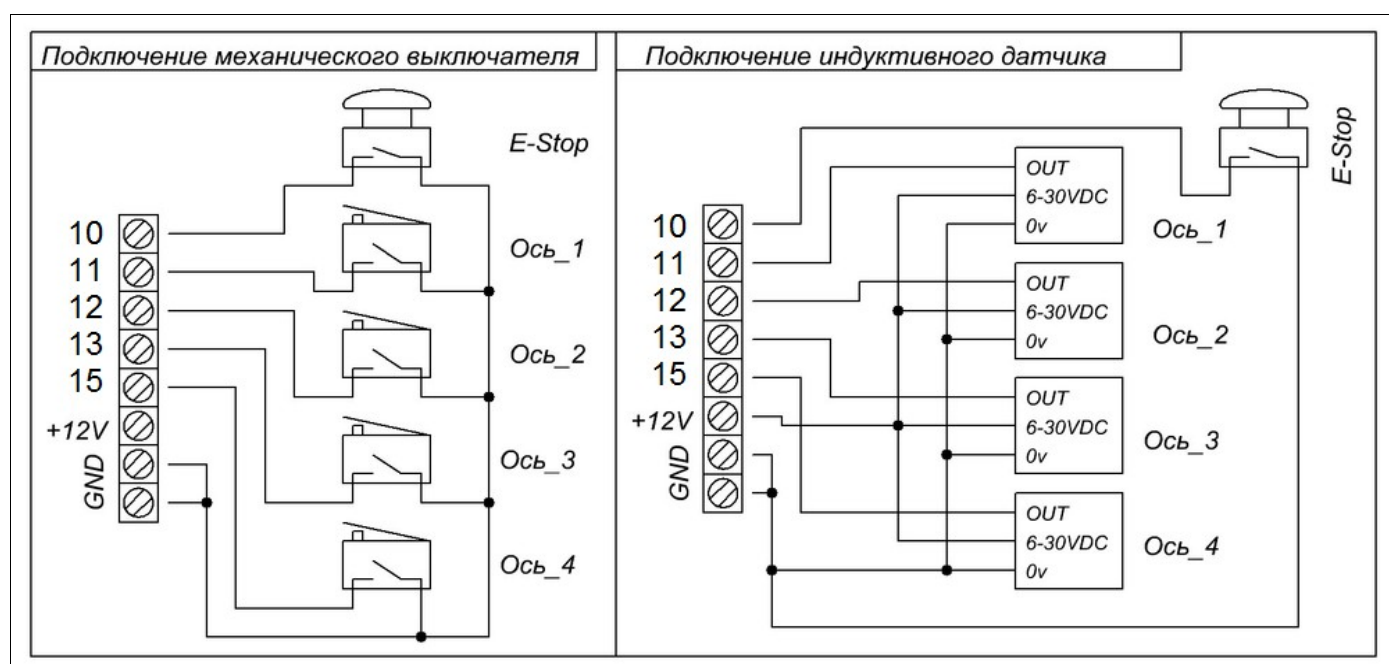 Подключение механического выключателя
E-Stop
10
11
12
13
15
+12V
GND
Ось_1
Ось_2
Ось_3
Ось_4
Подключение индуктивного датчика
E-Stop
10
11
12
13
15
+12V
GND
OUT
6-30VDC
0v
Ось_1
OUT
6-30VDC
0v
Ось_2
OUT
6-30VDC
0v
Ось_3
OUT
6-30VDC
0v
Ось_4